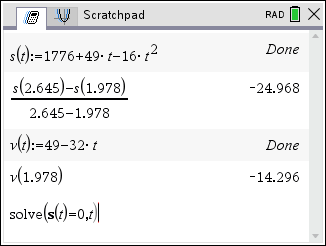 Scratchpad RAD
s(t):=1776+49·t−16·t² Done
s(2.645)−s(1.978)
2.645−1.978
-24.968
v(t):=49−32·t Done
v(1.978) -14.296
solve(s(t)=0,t)